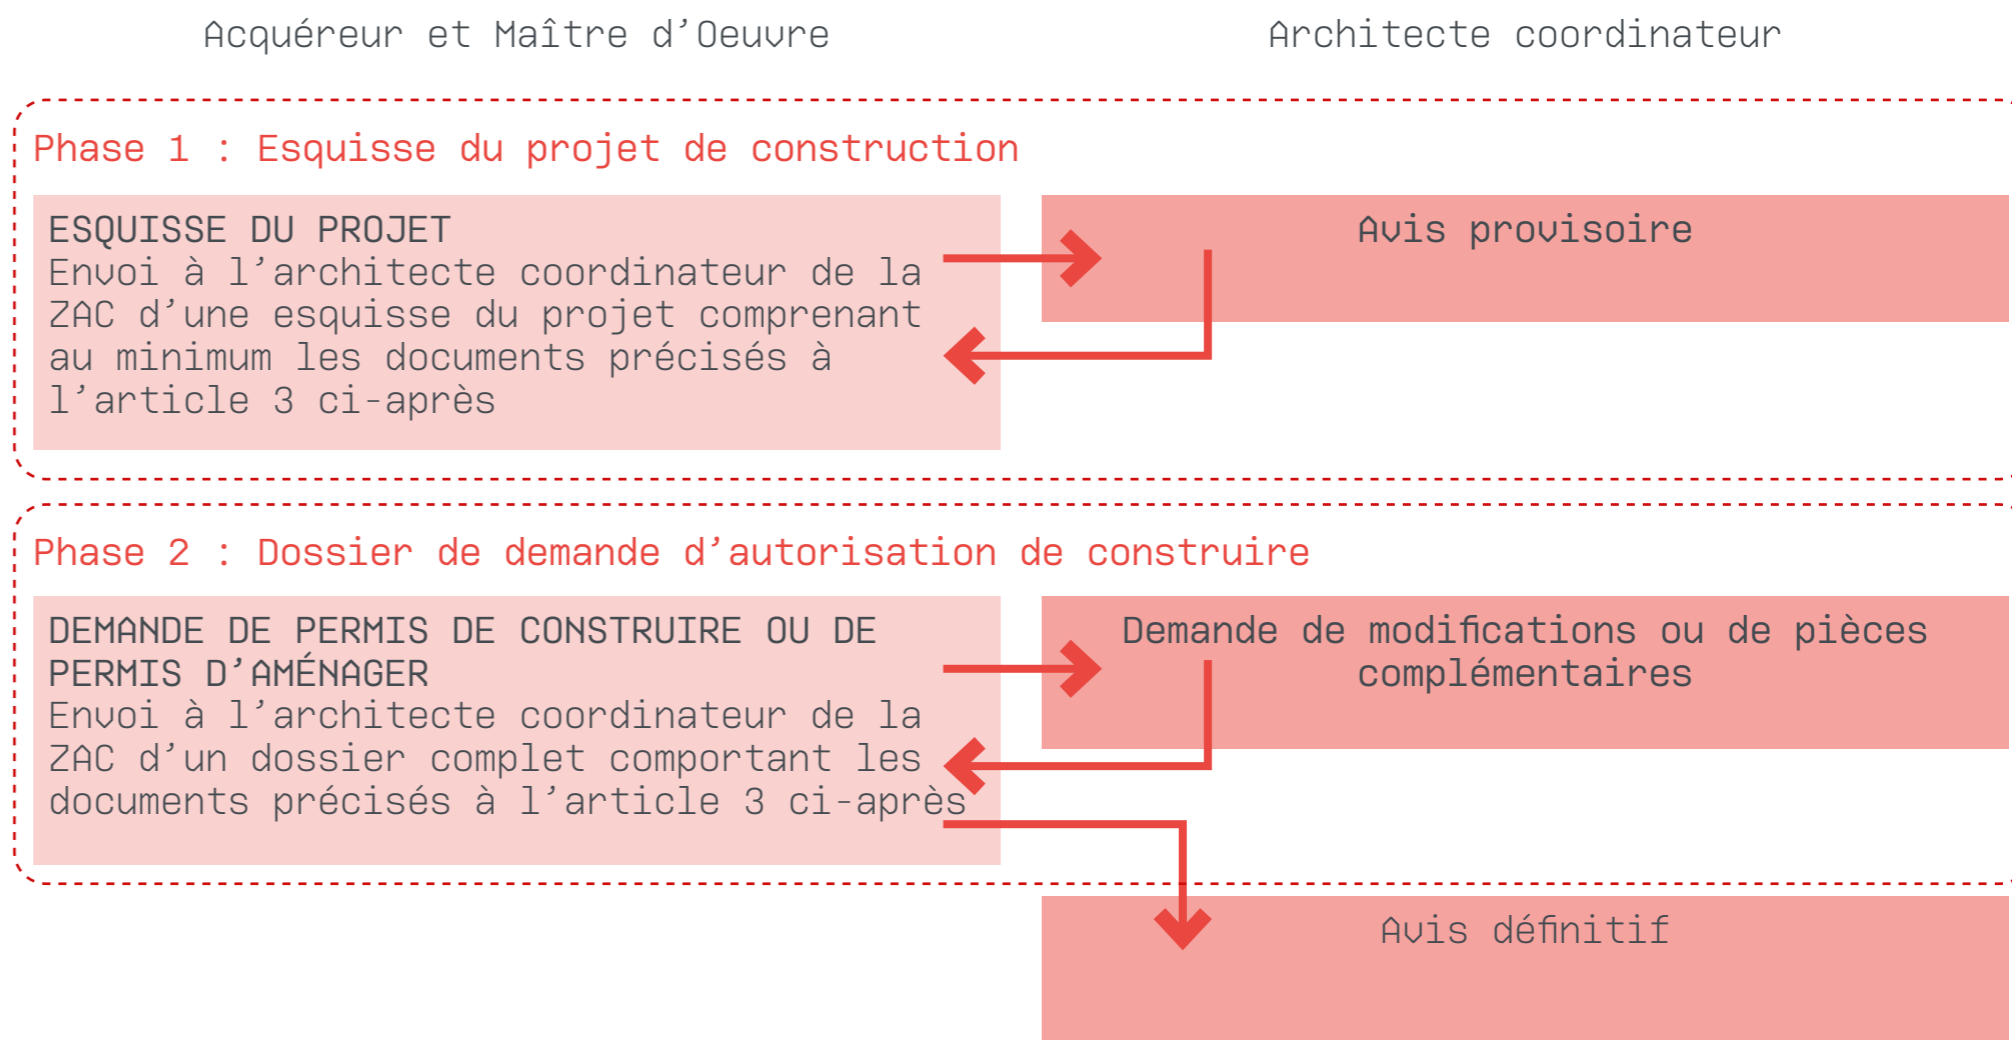 Acquéreur et Maître d’Oeuvre
Architecte coordinateur
Phase 1 : Esquisse du projet de construction
ESQUISSE DU PROJET
Envoi à l’architecte coordinateur de la
ZAC d’une esquisse du projet comprenant
au minimum les documents précisés à
l’article 3 ci-après
Avis provisoire
Phase 2 : Dossier de demande d’autorisation de construire
DEMANDE DE PERMIS DE CONSTRUIRE OU DE
PERMIS D’AMÉNAGER
Envoi à l’architecte coordinateur de la
ZAC d’un dossier complet comportant les
documents précisés à l’article 3 ci-après
Demande de modifications ou de pièces
complémentaires
Avis définitif